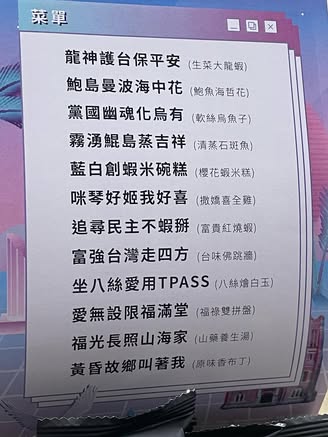 菜單
龍神護台保平安 (生菜大龍蝦)
鮑島曼波海中花 (鮑魚海哲花)
黨國幽魂化烏有 (軟絲烏魚子)
霧湧鯤島蒸吉祥 (清蒸石斑魚)
藍白創蝦米碗糕 (櫻花蝦米糕)
咪琴好姬我好喜 (撒嬌喜全雞)
追尋民主不蝦掰 (富貴紅燒蝦)
富強台灣走四方 (台味佛跳牆)
坐八絲愛用TPASS (八絲燴白玉)
愛無設限福滿堂 (福祿雙拼盤)
福光長照山海家 (山藥養生湯)
黃昏故鄉叫著我 (原味香布丁)